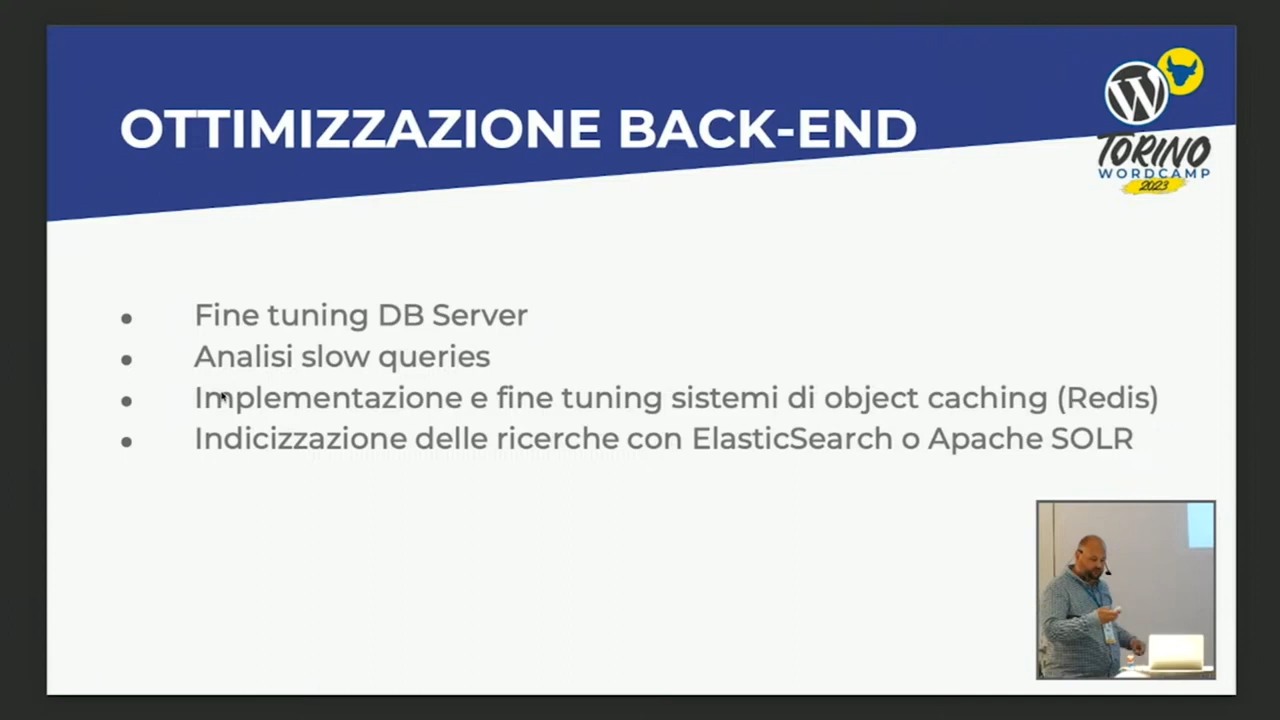 OTTIMIZZAZIONE BACK-END
TORINO
WORDCAMP
2023
• Fine tuning DB Server
• Analisi slow queries
• Implementazione e fine tuning sistemi di object caching (Redis)
• Indicizzazione delle ricerche con ElasticSearch o Apache SOLR